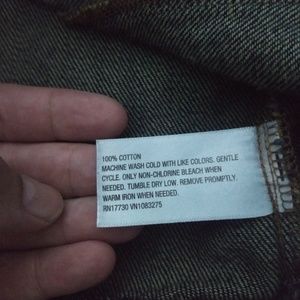 100% COTTON
MACHINE WASH COLD WITH LIKE COLORS. GENTLE
CYCLE. ONLY NON-CHLORINE BLEACH WHEN
NEEDED. TUMBLE DRY LOW. REMOVE PROMPTLY.
WARM IRON WHEN NEEDED.
RN17730 VN1083275